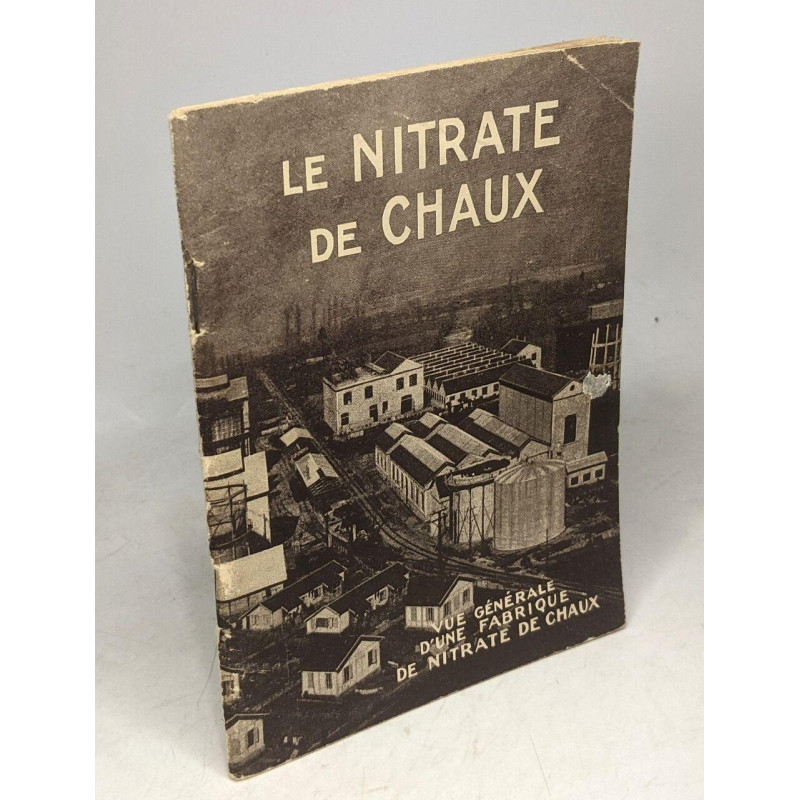 LE NITRATE
DE CHAUX
VUE GÉNÉRALE
D'UNE FABRIQUE
DE NITRATE DE CHAUX